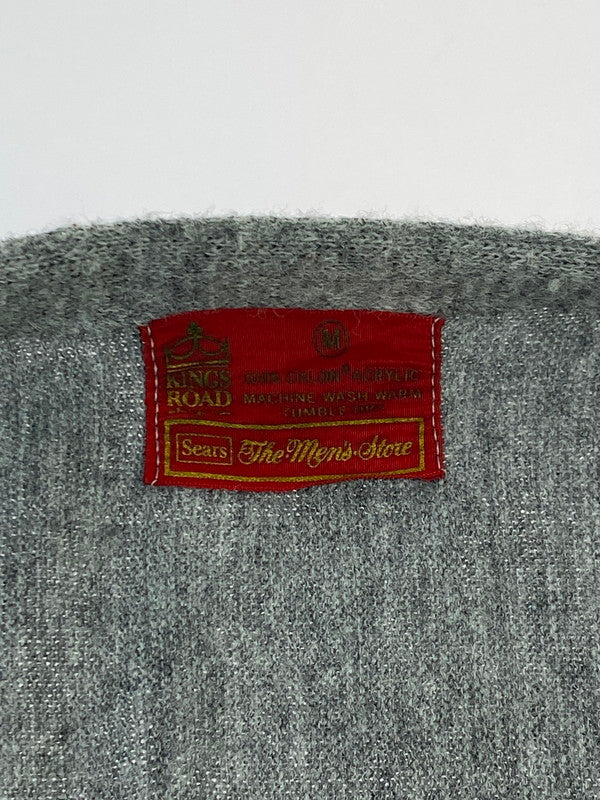 M
KINGS
ROAD
100% ORLON® ACRYLIC
MACHINE WASH WARM
TUMBLE DRY
Sears The Men's Store